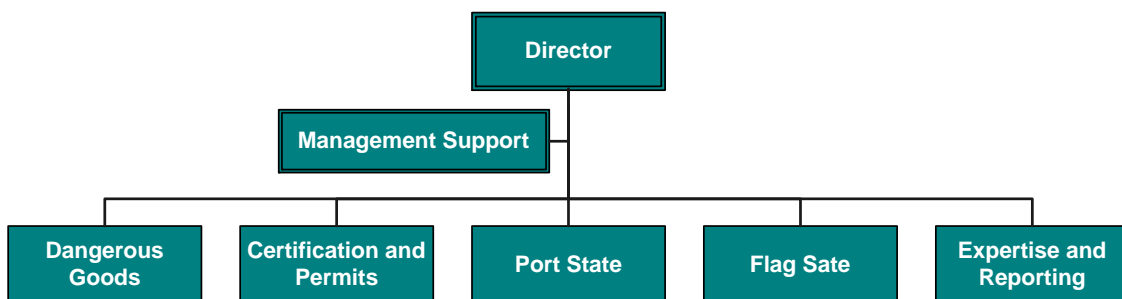 Director
Management Support
Dangerous
Goods
Certification and
Permits
Port State
Flag Sate
Expertise and
Reporting